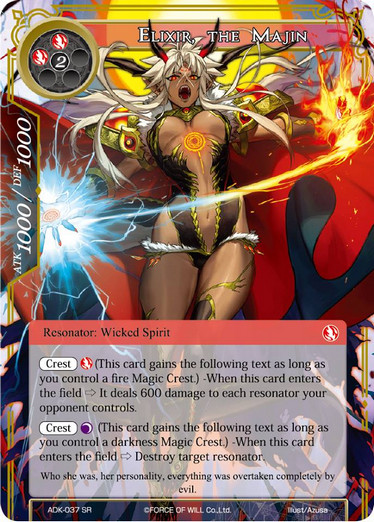 Elixir, the Majin
2
ATK 1000 / DEF 1000
Resonator: Wicked Spirit
Crest (This card gains the following text as long as
you control a fire Magic Crest.) -When this card enters
the field ⇨ It deals 600 damage to each resonator your
opponent controls.
Crest (This card gains the following text as long as
you control a darkness Magic Crest.) -When this card
enters the field ⇨ Destroy target resonator.
Who she was, her personality, everything was overtaken completely by
evil.
ADK-037 SR ©FORCE OF WILL Co.,Ltd. Illust/Azusa